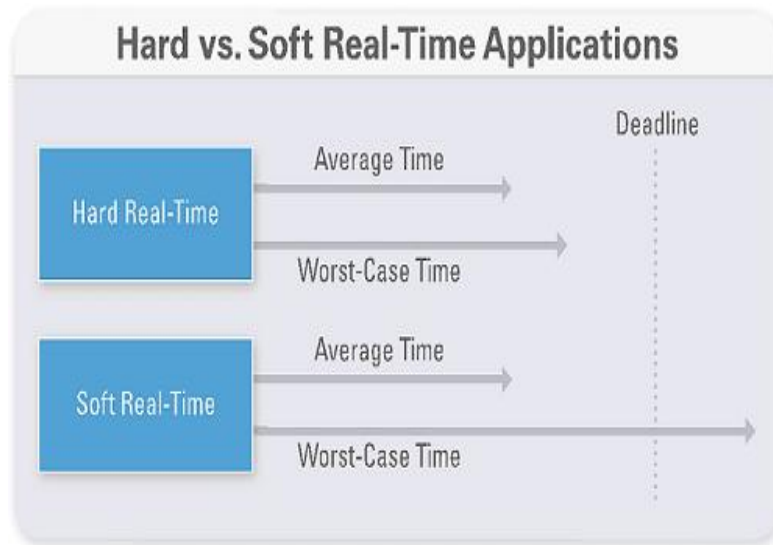 Hard vs. Soft Real-Time Applications
Deadline
Average Time
Hard Real-Time
Worst-Case Time
Average Time
Soft Real-Time
Worst-Case Time